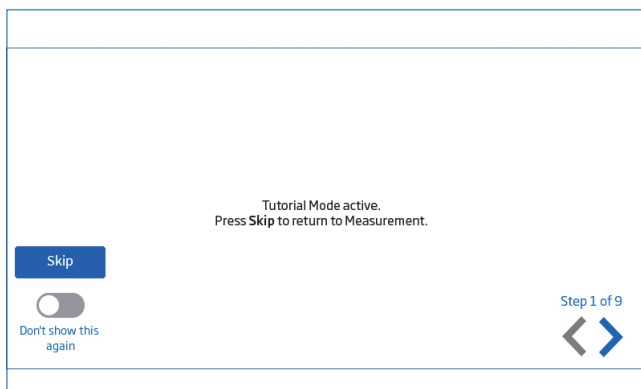 Tutorial Mode active.
Press Skip to return to Measurement.
Skip
Step 1 of 9
Don't show this
again